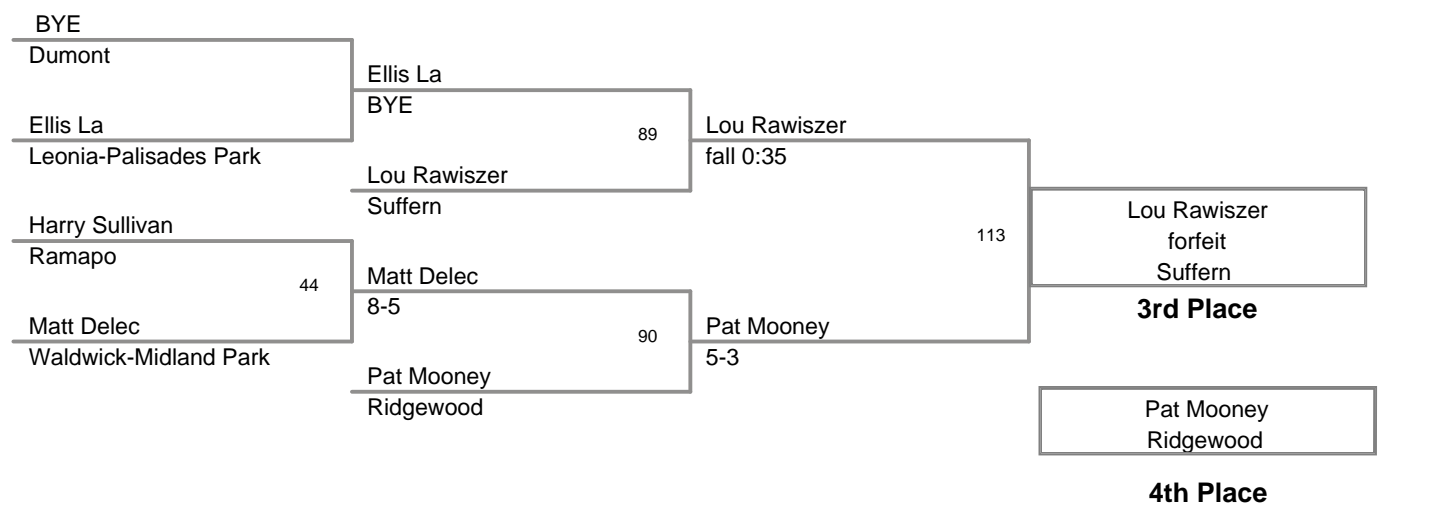 BYE
Dumont
Ellis La
Leonia-Palisades Park
Harry Sullivan
Ramapo
44
Matt Delec
Waldwick-Midland Park
Ellis La
BYE
89
Lou Rawiszer
Suffern
Matt Delec
8-5
90
Pat Mooney
Ridgewood
Lou Rawiszer
fall 0:35
113
Pat Mooney
5-3
Lou Rawiszer
forfeit
Suffern
3rd Place
Pat Mooney
Ridgewood
4th Place